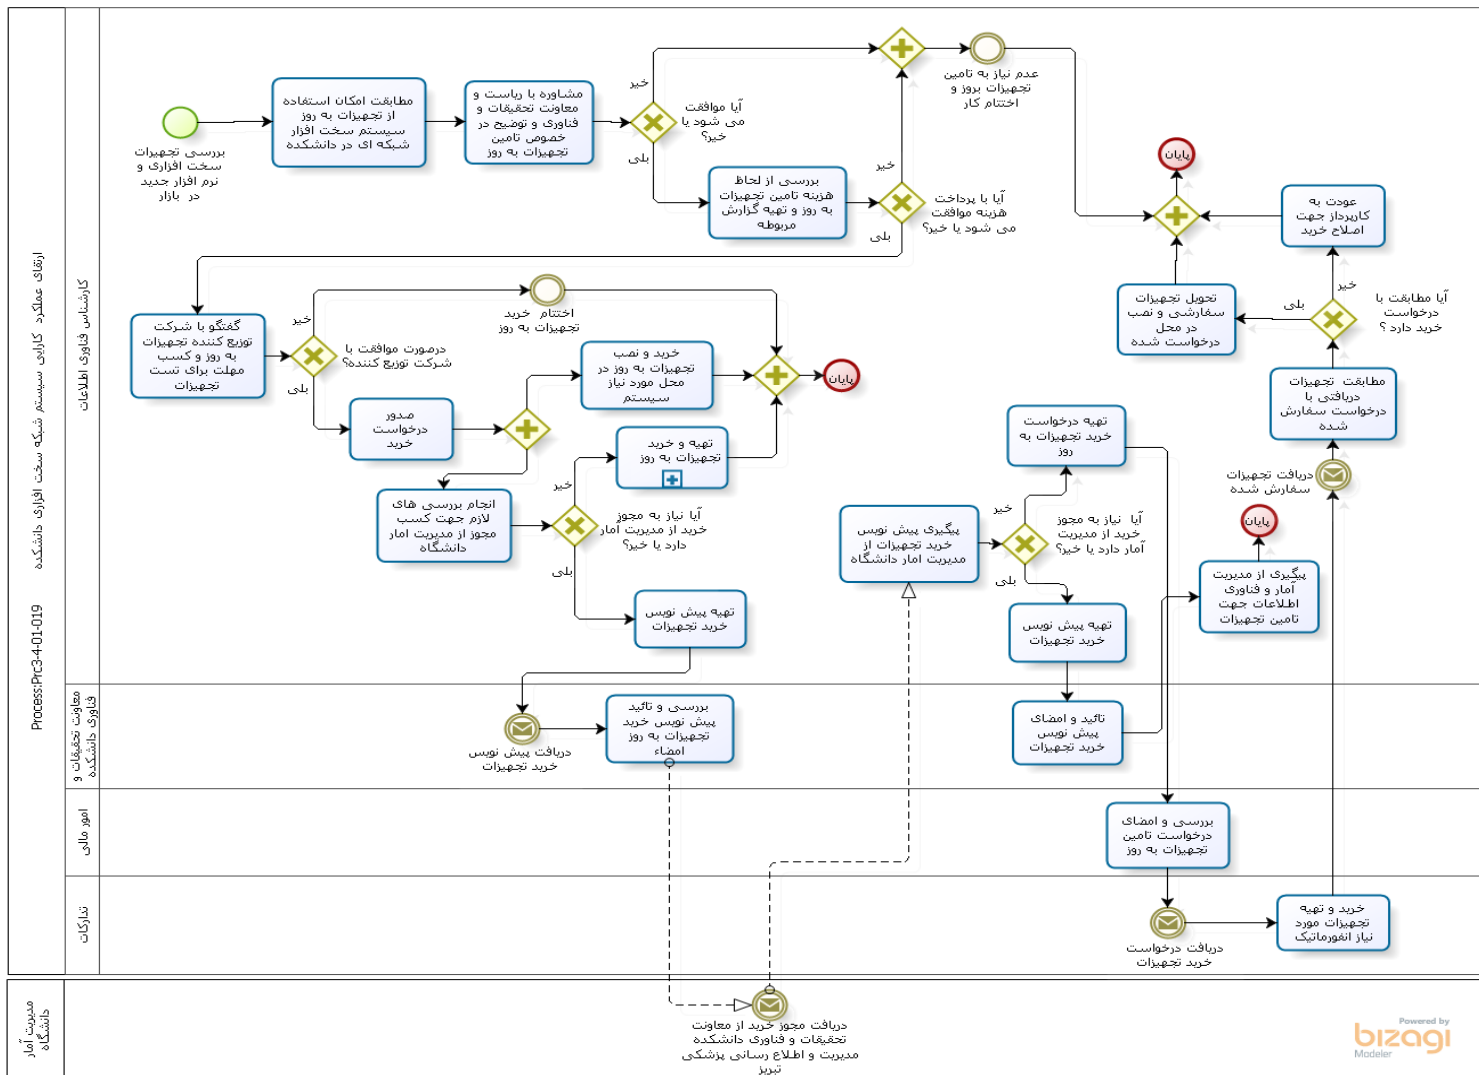 Process:Prc3-4-01-019 ارتقای عملکرد کارایی سیستم شبکه سخت افزاری دانشکده
کارشناس فناوری اطلاعات
بررسی تجهیزات
سخت افزاری و
نرم افزار جدید
در بازار
مطابقت امکان استفاده
از تجهیزات به روز
سیستم سخت افزار
شبکه ای در دانشکده
مشاوره با ریاست و
معاونت تحقیقات و
فناوری و توضیح در
خصوص تامین
تجهیزات به روز
آیا موافقت
می شود یا
خیر؟
خیر
بلی
بررسی از لحاظ
هزینه تامین تجهیزات
به روز و تهیه گزارش
مربوطه
آیا با پرداخت
هزینه موافقت
می شود یا خیر؟
خیر
بلی
عدم نیاز به تامین
تجهیزات بروز و
اختتام کار
پایان
عودت به
کارپرداز جهت
اصلاح خرید
تحویل تجهیزات
سفارشی و نصب
در محل
درخواست شده
آیا مطابقت با
درخواست
خرید دارد ؟
خیر
بلی
مطابقت تجهیزات
دریافتی با
درخواست سفارش
شده
دریافت تجهیزات
سفارش شده
گفتگو با شرکت
توزیع کننده تجهیزات
به روز و کسب
مهلت برای تست
تجهیزات
درصورت موافقت با
شرکت توزیع کننده؟
خیر
بلی
اختتام خرید
تجهیزات به روز
صدور
درخواست
خرید
خرید و نصب
تجهیزات به روز در
محل مورد نیاز
سیستم
پایان
تهیه و خرید
تجهیزات به روز
انجام بررسی های
لازم جهت کسب
مجوز از مدیریت امار
دانشگاه
آیا نیاز به مجوز
خرید از مدیریت امار
دارد یا خیر؟
خیر
بلی
تهیه پیش نویس
خرید تجهیزات
پیگیری پیش نویس
خرید تجهیزات از
مدیریت امار دانشگاه
آیا نیاز به مجوز
خرید از مدیریت
آمار دارد یا خیر؟
خیر
بلی
تهیه درخواست
خرید تجهیزات به
روز
تهیه پیش نویس
خرید تجهیزات
پیگیری از مدیریت
آمار و فناوری
اطلاعات جهت
تامین تجهیزات
پایان
معاونت تحقیقات و
فناوری دانشکده
دریافت پیش نویس
خرید تجهیزات
بررسی و تائید
پیش نویس خرید
تجهیزات به روز
امضاء
تائید و امضای
پیش نویس
خرید تجهیزات
امور مالی
بررسی و امضای
درخواست تامین
تجهیزات به روز
تدارکات
دریافت درخواست
خرید تجهیزات
خرید و تهیه
تجهیزات مورد
نیاز انفورماتیک
مدیریت آمار
دانشگاه
دریافت مجوز خرید از معاونت
تحقیقات و فناوری دانشکده
مدیریت و اطلاع رسانی پزشکی
تبریز
Powered by
bizagi
Modeler